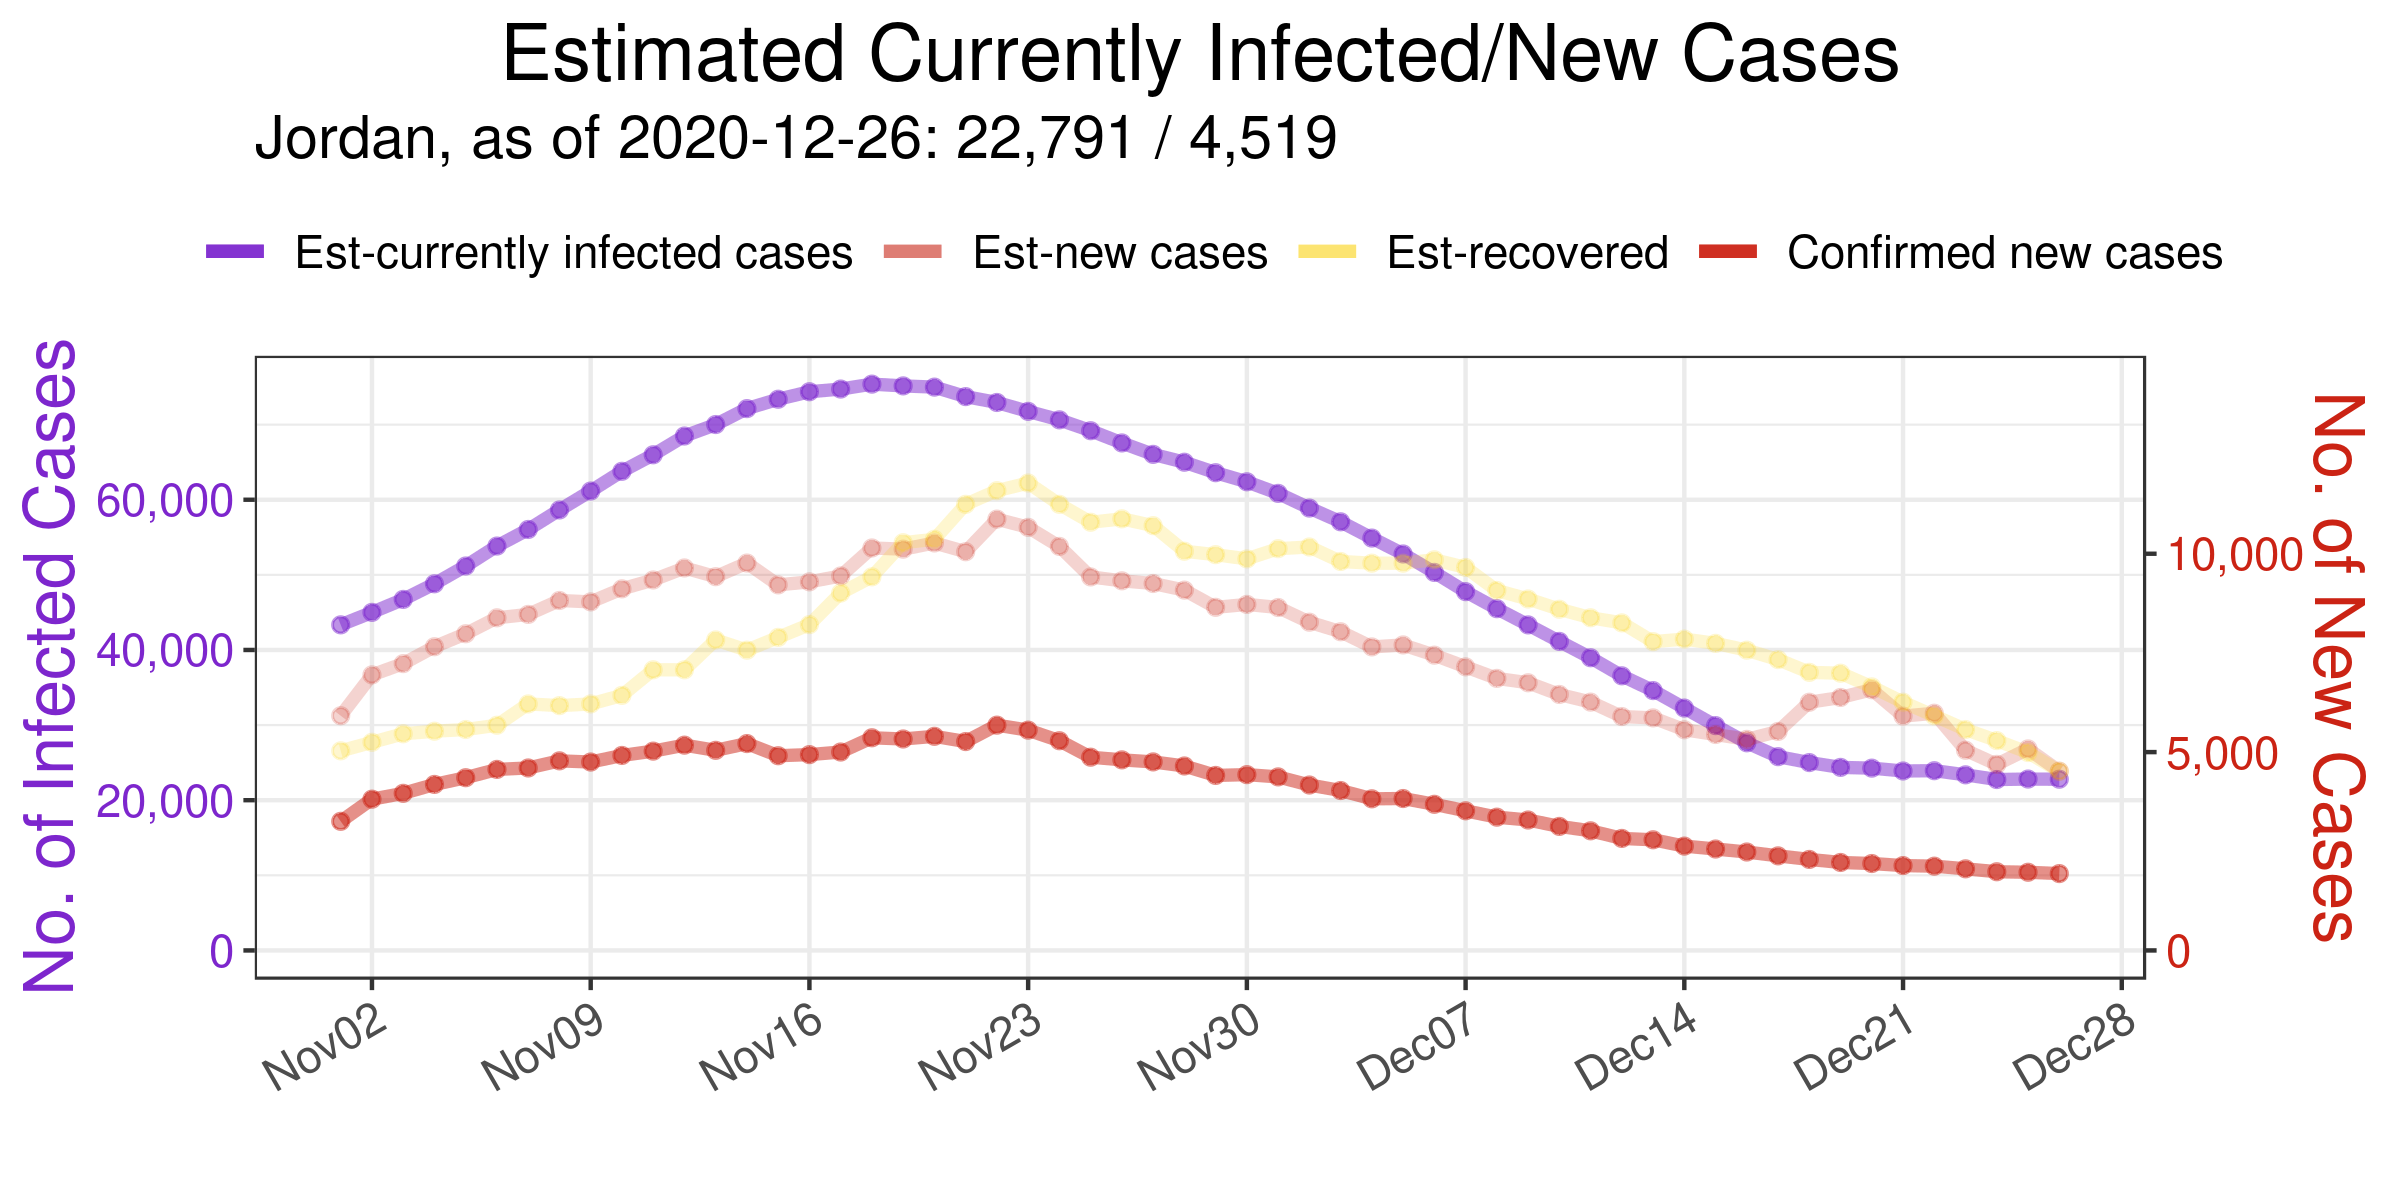 Estimated Currently Infected/New Cases
Jordan, as of 2020-12-26: 22,791 / 4,519
Est-currently infected cases Est-new cases Est-recovered Confirmed new cases
No. of Infected Cases
60,000
40,000
20,000
0
10,000
5,000
0
No. of New Cases
Nov02 Nov09 Nov16 Nov23 Nov30 Dec07 Dec14 Dec21 Dec28